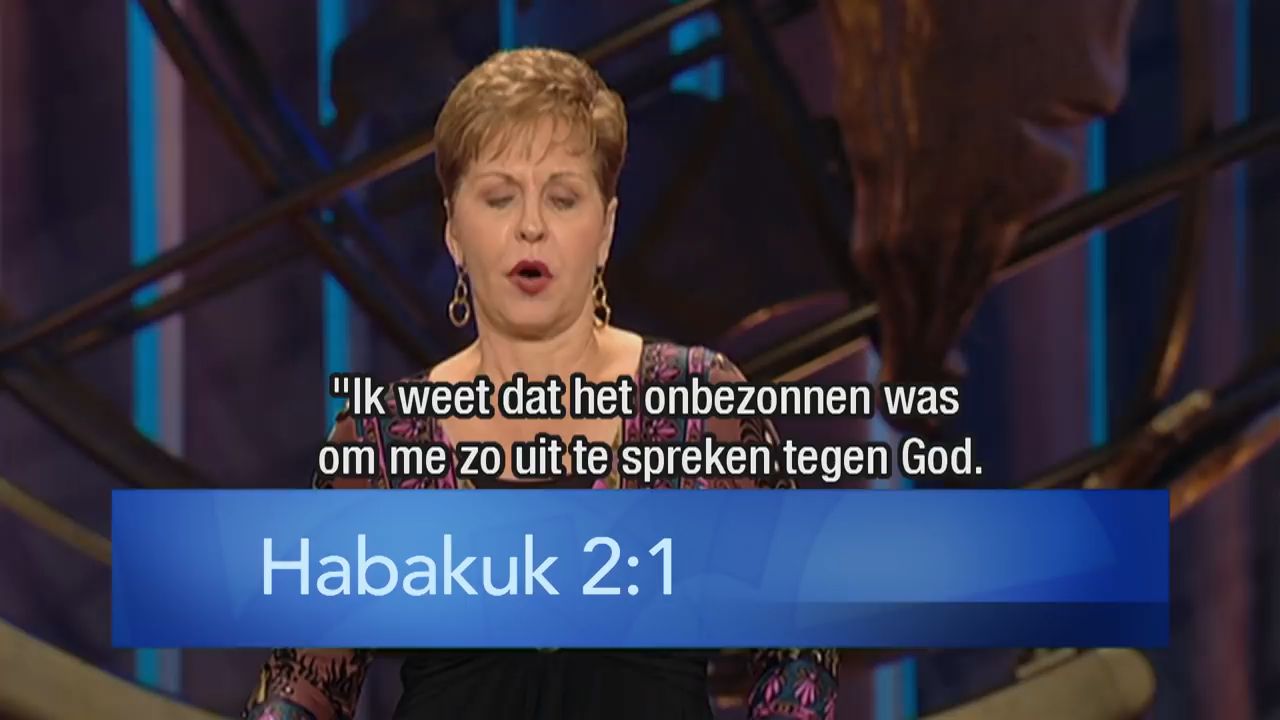 "Ik weet dat het onbezonnen was
om me zo uit te spreken tegen God.
Habakuk 2:1